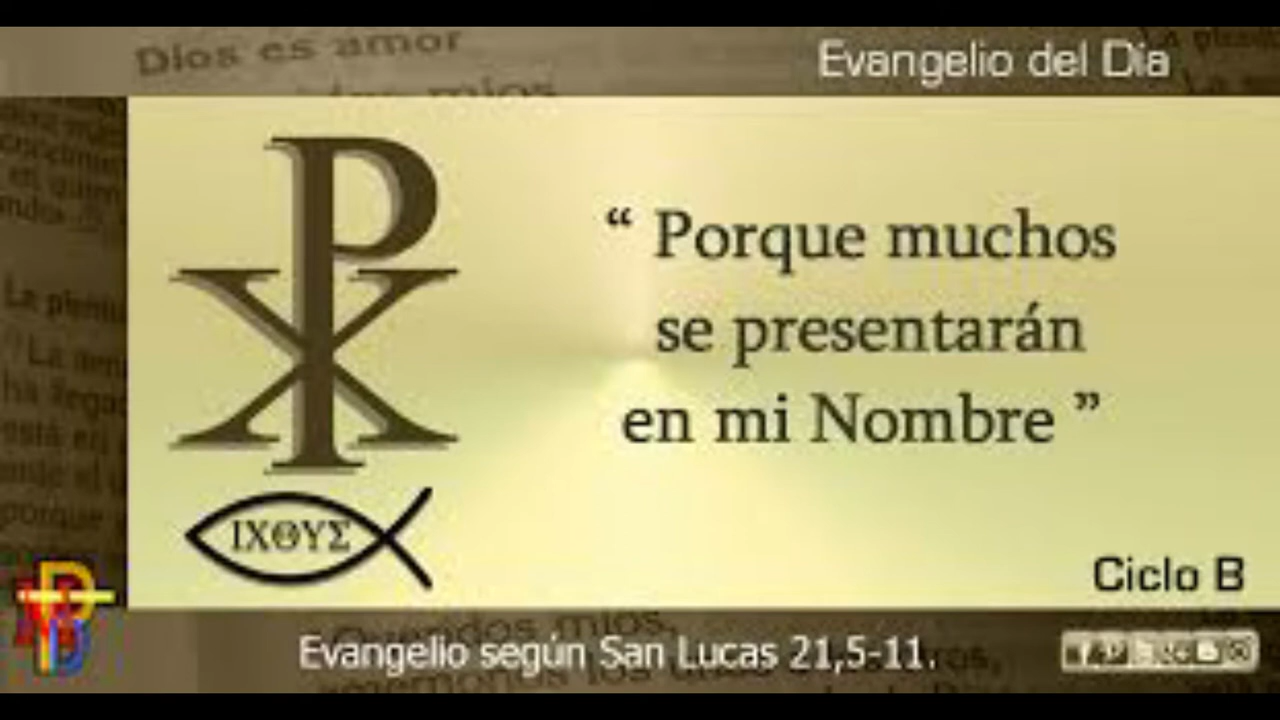 Dios es amor
Evangelio del Día
míos
“ Porque muchos
se presentarán
en mi Nombre ”
ΙΧΘΥΣ
Ciclo B
Evangelio según San Lucas 21,5-11.